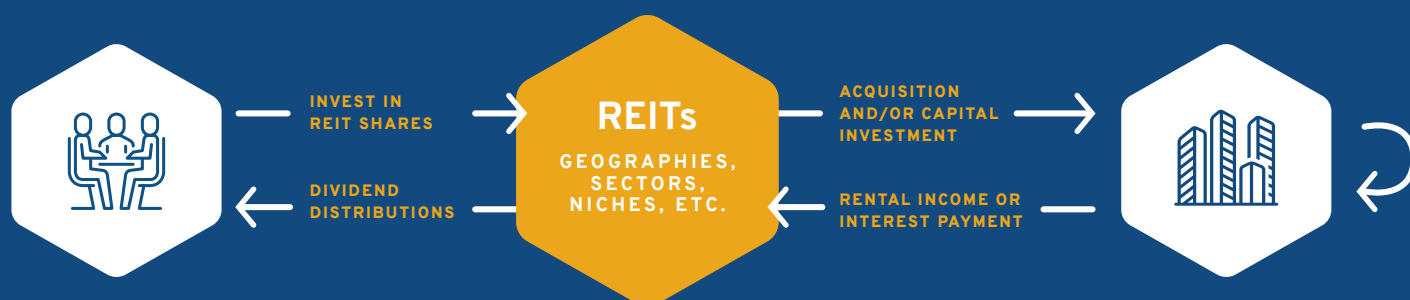 INVEST IN
REIT SHARES
DIVIDEND
DISTRIBUTIONS
REITs
GEOGRAPHIES,
SECTORS,
NICHES, ETC.
ACQUISITION
AND/OR CAPITAL
INVESTMENT
RENTAL INCOME OR
INTEREST PAYMENT